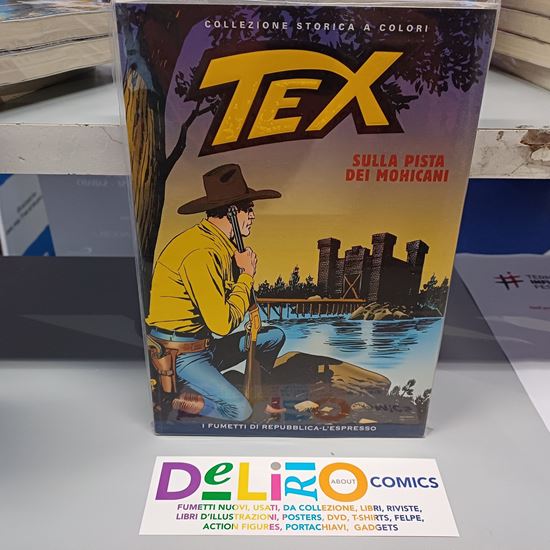 COLLEZIONE STORICA A COLORI
TEX
SULLA PISTA
DEI MOHICANI
I FUMETTI DI REPUBBLICA-L'ESPRESSO
DeLiRiO
ABOUT
COMICS
FUMETTI NUOVI, USATI, DA COLLEZIONE, LIBRI, RIVISTE,
LIBRI D'ILLUSTRAZIONI, POSTERS, DVD, T-SHIRTS, FELPE,
ACTION FIGURES, PORTACHIAVI, GADGETS